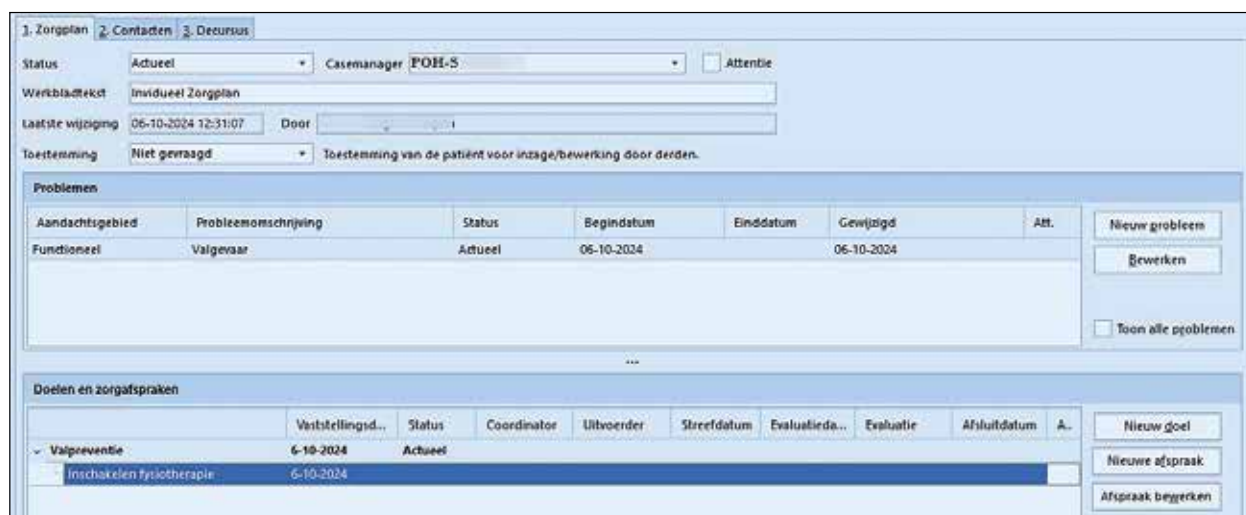 1. Zorgplan 2. Contacten 3. Decursus
Status Actueel Casemanager POH-S Attentie
Werkbladtekst Invidueel Zorgplan
Laatste wijziging 06-10-2024 12:31:07 Door
Toestemming Niet gevraagd Toestemming van de patiënt voor inzage/bewerking door derden.
Problemen
Aandachtsgebied Probleemomschrijving Status Begindatum Einddatum Gewijzigd Att.
Nieuw probleem
Functioneel Valgevaar Actueel 06-10-2024 06-10-2024
Bewerken
Toon alle problemen
...
Doelen en zorgafspraken
Vaststellingsd... Status Coordinator Uitvoerder Streefdatum Evaluatieda... Evaluatie Afsluitdatum A..
Nieuw doel
Valpreventie 6-10-2024 Actueel
Nieuwe afspraak
Inschakelen fysiotherapie 6-10-2024
Afspraak bewerken